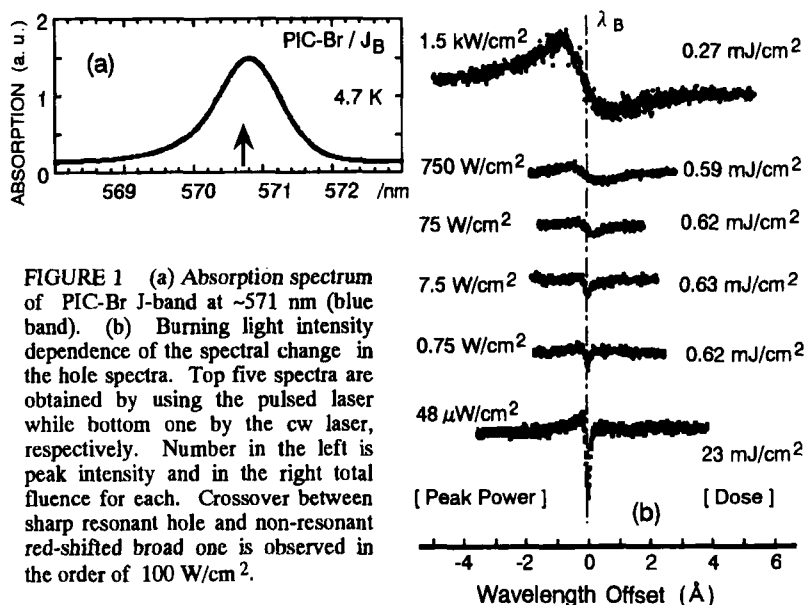 ABSORPTION (a. u.)
2
1
0
(a)
PIC-Br / J_B
4.7 K
569
570
571
572
/nm
FIGURE 1 (a) Absorption spectrum
of PIC-Br J-band at ~571 nm (blue
band). (b) Burning light intensity
dependence of the spectral change in
the hole spectra. Top five spectra are
obtained by using the pulsed laser
while bottom one by the cw laser,
respectively. Number in the left is
peak intensity and in the right total
fluence for each. Crossover between
sharp resonant hole and non-resonant
red-shifted broad one is observed in
the order of 100 W/cm².
λ_B
1.5 kW/cm²
0.27 mJ/cm²
750 W/cm²
0.59 mJ/cm²
75 W/cm²
0.62 mJ/cm²
7.5 W/cm²
0.63 mJ/cm²
0.75 W/cm²
0.62 mJ/cm²
48 μW/cm²
23 mJ/cm²
[ Peak Power ]
(b)
[ Dose ]
-4 -2 0 2 4 6
Wavelength Offset (Å)